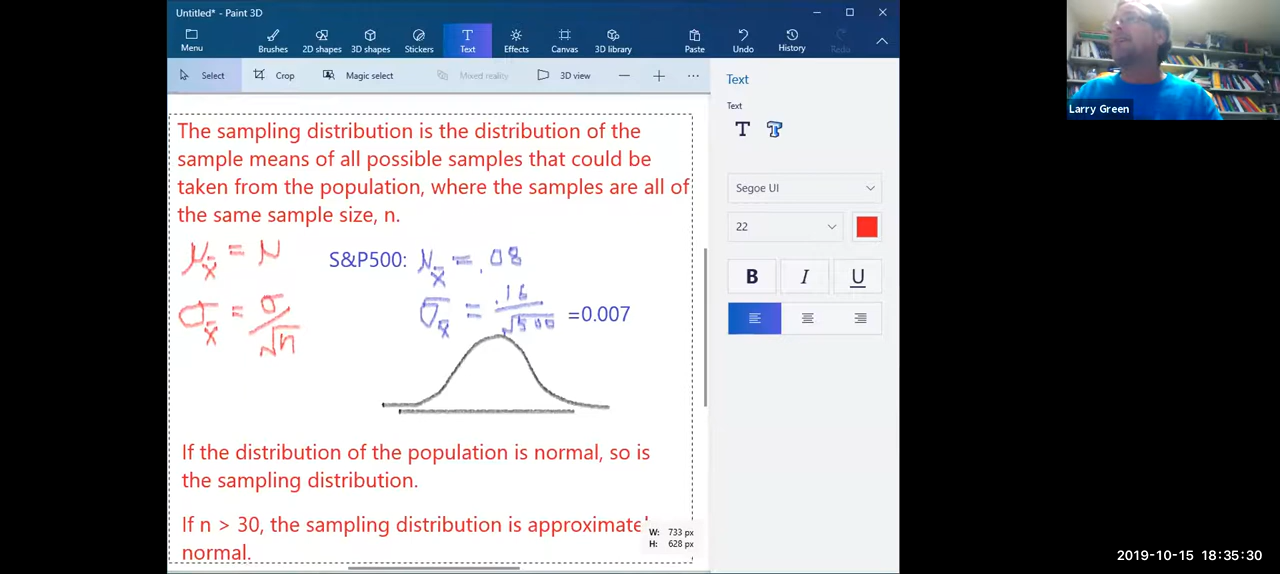 Untitled* - Paint 3D
Menu
Brushes
2D shapes
3D shapes
Stickers
Text
Effects
Canvas
3D library
Paste
Undo
History
Redo
Select
Crop
Magic select
Mixed reality
3D view
Text
Text
T T
Segoe UI
22
B I U
The sampling distribution is the distribution of the
sample means of all possible samples that could be
taken from the population, where the samples are all of
the same sample size, n.
μx̄ = μ
σx̄ = σ/√n
S&P500: μx̄ = .08
σx̄ = .16/√500 =0.007
If the distribution of the population is normal, so is
the sampling distribution.
If n > 30, the sampling distribution is approximatel
normal.
W: 733 px
H: 628 px
Larry Green
2019-10-15 18:35:30